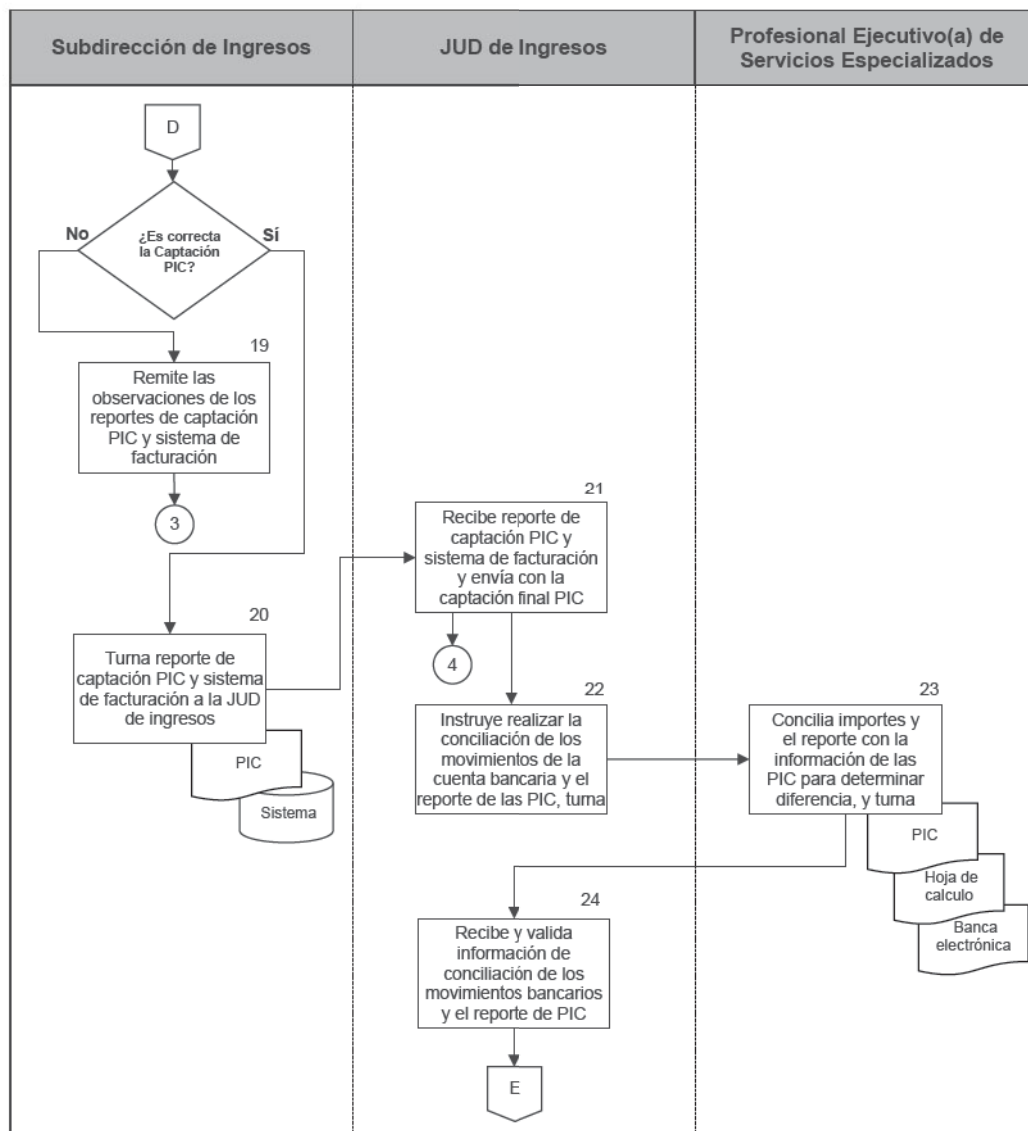 Subdirección de Ingresos
JUD de Ingresos
Profesional Ejecutivo(a) de
Servicios Especializados
D
No
¿Es correcta
la Captación
PIC?
Sí
19
Remite las
observaciones de los
reportes de captación
PIC y sistema de
facturación
3
20
Turna reporte de
captación PIC y sistema
de facturación a la JUD
de ingresos
PIC
Sistema
21
Recibe reporte de
captación PIC y
sistema de facturación
y envía con la
captación final PIC
4
22
Instruye realizar la
conciliación de los
movimientos de la
cuenta bancaria y el
reporte de las PIC, turna
23
Concilia importes y
el reporte con la
información de las
PIC para determinar
diferencia, y turna
PIC
Hoja de
calculo
Banca
electrónica
24
Recibe y valida
información de
conciliación de los
movimientos bancarios
y el reporte de PIC
E